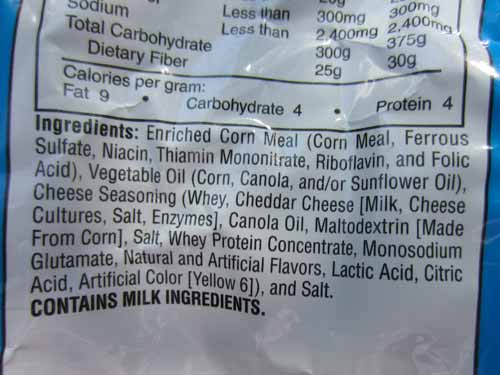 Sodium Less than 300mg 300mg
Total Carbohydrate Less than 2,400mg 2,400mg
Dietary Fiber 300g 375g
25g 30g
Calories per gram:
Fat 9 • Carbohydrate 4 • Protein 4
Ingredients: Enriched Corn Meal (Corn Meal, Ferrous
Sulfate, Niacin, Thiamin Mononitrate, Riboflavin, and Folic
Acid), Vegetable Oil (Corn, Canola, and/or Sunflower Oil),
Cheese Seasoning (Whey, Cheddar Cheese [Milk, Cheese
Cultures, Salt, Enzymes], Canola Oil, Maltodextrin [Made
From Corn], Salt, Whey Protein Concentrate, Monosodium
Glutamate, Natural and Artificial Flavors, Lactic Acid, Citric
Acid, Artificial Color [Yellow 6]), and Salt.
CONTAINS MILK INGREDIENTS.